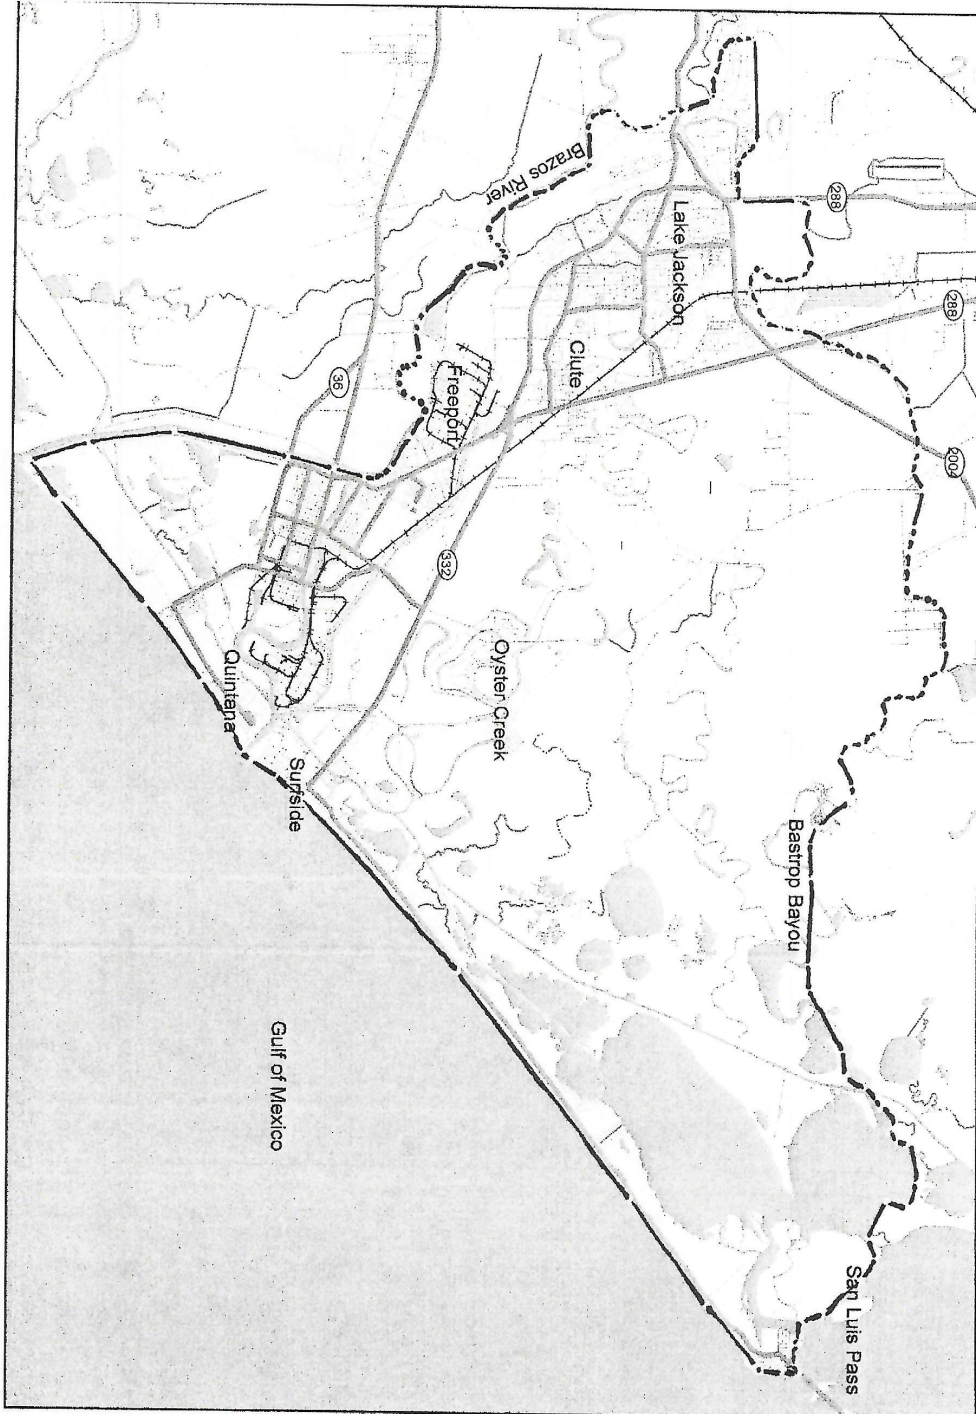 288
288
2004
Lake Jackson
Brazos River
Clute
Freeport
36
332
Oyster Creek
Quintana
Surfside
Bastrop Bayou
Gulf of Mexico
San Luis Pass